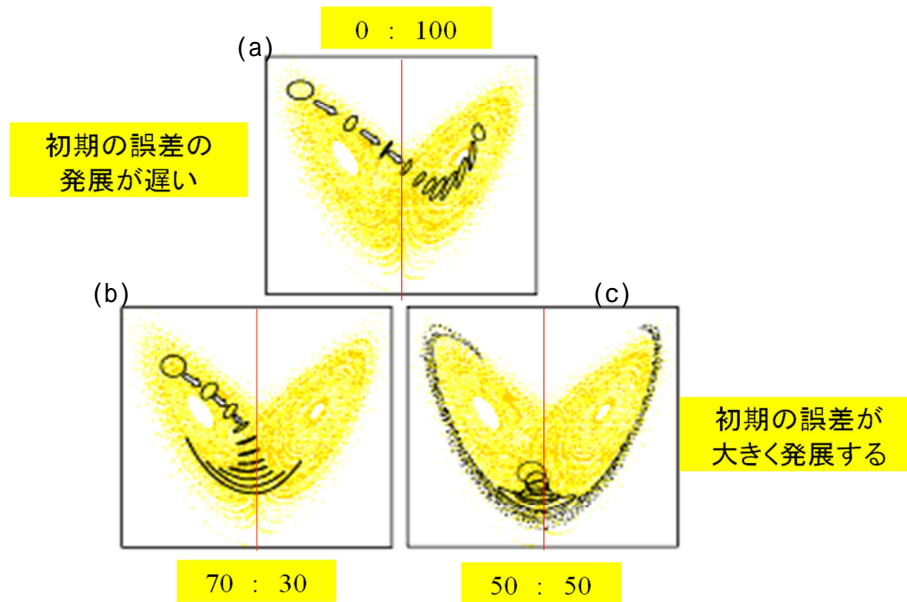 0 : 100
(a)
初期の誤差の
発展が遅い
(b)
(c)
初期の誤差が
大きく発展する
70 : 30
50 : 50